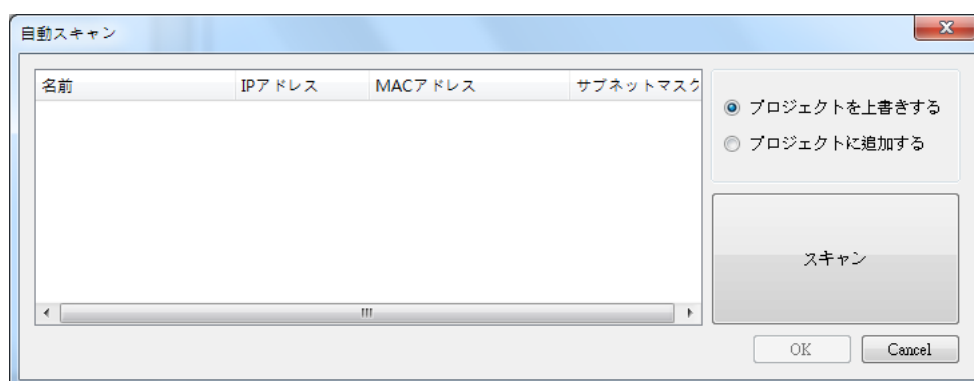 自動スキャン
名前 IPアドレス MACアドレス サブネットマスク
プロジェクトを上書きする
プロジェクトに追加する
スキャン
OK Cancel